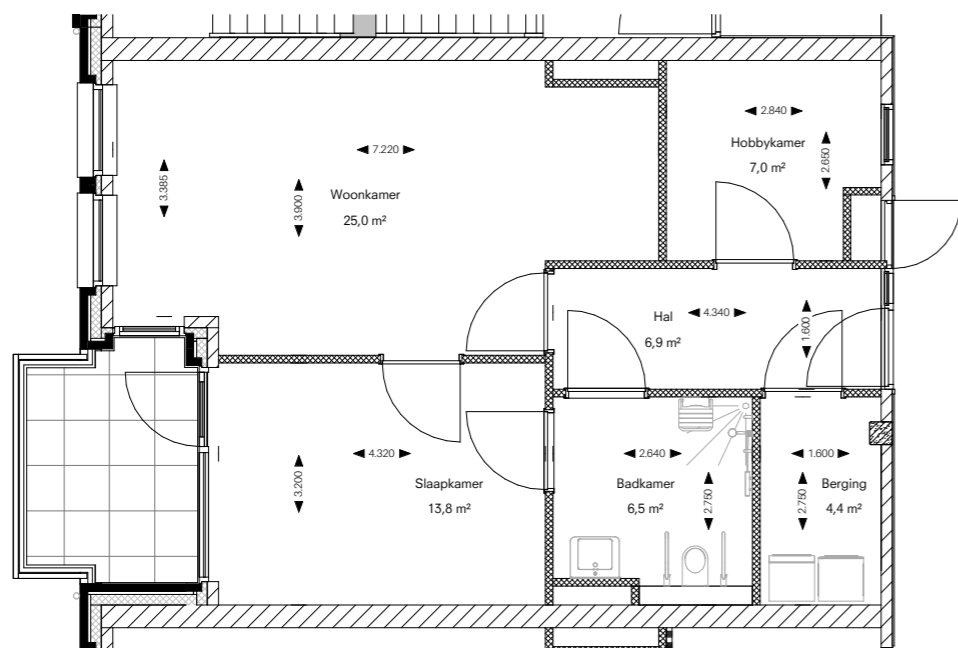 2.840
Hobbykamer
7,0 m²
2.650
7.220
3.385
3.900
Woonkamer
25,0 m²
Hal
6,9 m²
4.340
1.600
4.320
3.200
Slaapkamer
13,8 m²
2.640
Badkamer
6,5 m²
2.750
1.600
Berging
4,4 m²
2.750